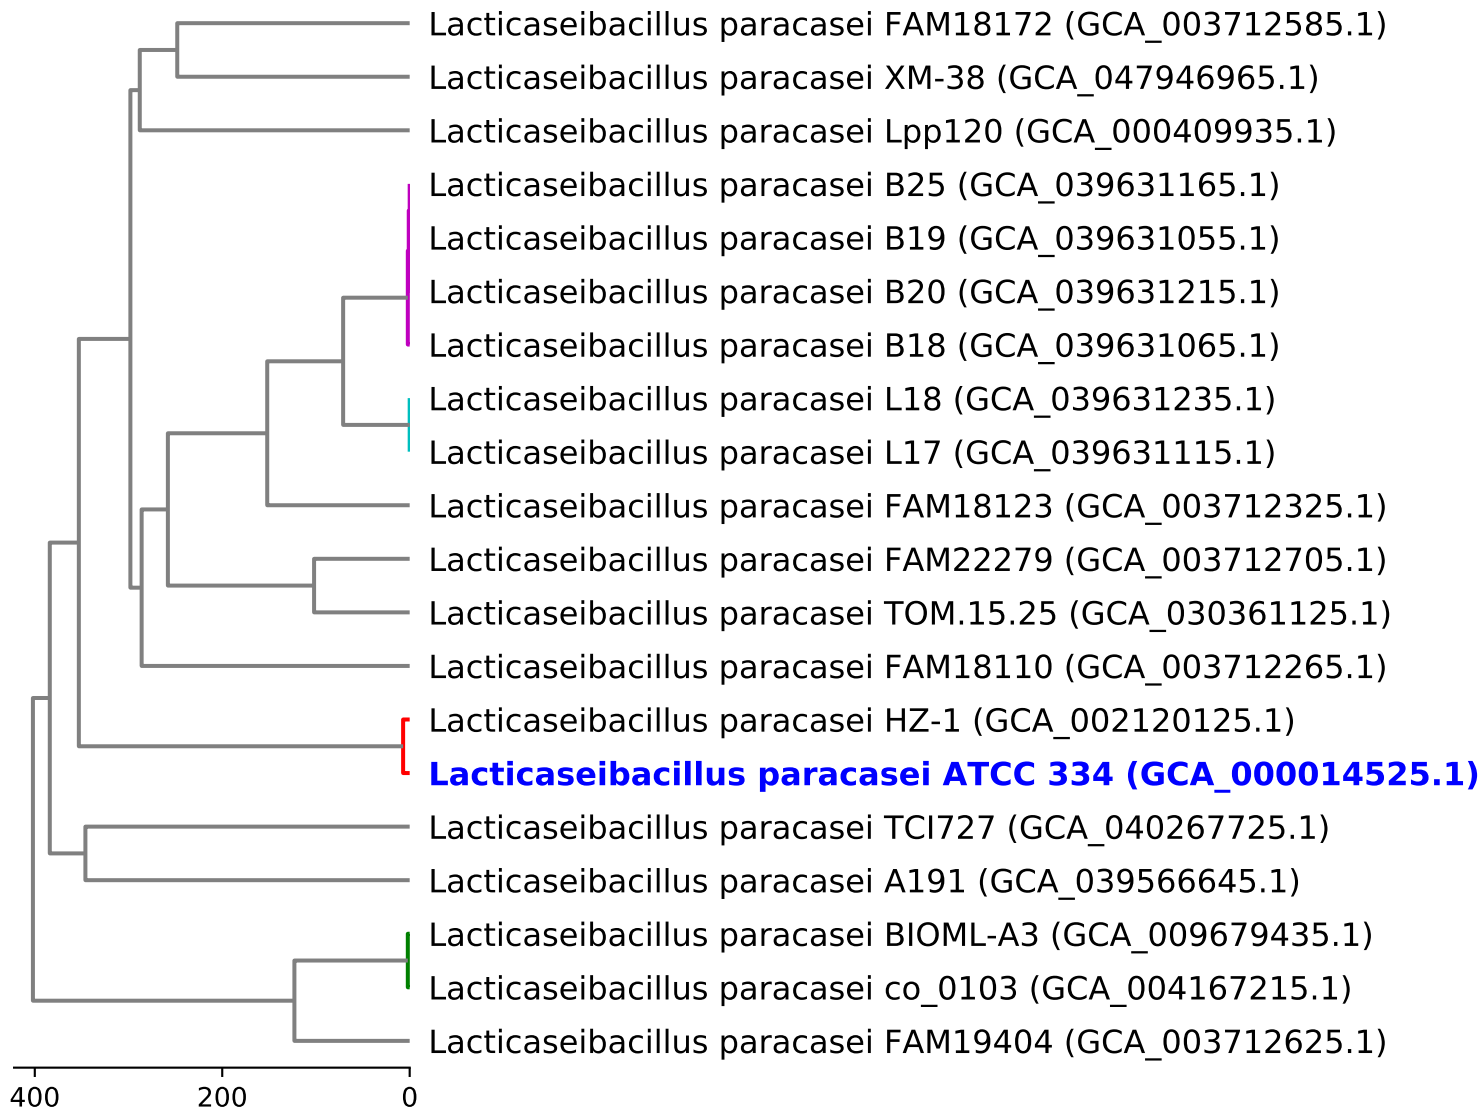 Lacticaseibacillus paracasei FAM18172 (GCA_003712585.1)
Lacticaseibacillus paracasei XM-38 (GCA_047946965.1)
Lacticaseibacillus paracasei Lpp120 (GCA_000409935.1)
Lacticaseibacillus paracasei B25 (GCA_039631165.1)
Lacticaseibacillus paracasei B19 (GCA_039631055.1)
Lacticaseibacillus paracasei B20 (GCA_039631215.1)
Lacticaseibacillus paracasei B18 (GCA_039631065.1)
Lacticaseibacillus paracasei L18 (GCA_039631235.1)
Lacticaseibacillus paracasei L17 (GCA_039631115.1)
Lacticaseibacillus paracasei FAM18123 (GCA_003712325.1)
Lacticaseibacillus paracasei FAM22279 (GCA_003712705.1)
Lacticaseibacillus paracasei TOM.15.25 (GCA_030361125.1)
Lacticaseibacillus paracasei FAM18110 (GCA_003712265.1)
Lacticaseibacillus paracasei HZ-1 (GCA_002120125.1)
Lacticaseibacillus paracasei ATCC 334 (GCA_000014525.1)
Lacticaseibacillus paracasei TCI727 (GCA_040267725.1)
Lacticaseibacillus paracasei A191 (GCA_039566645.1)
Lacticaseibacillus paracasei BIOML-A3 (GCA_009679435.1)
Lacticaseibacillus paracasei co_0103 (GCA_004167215.1)
Lacticaseibacillus paracasei FAM19404 (GCA_003712625.1)
400 200 0